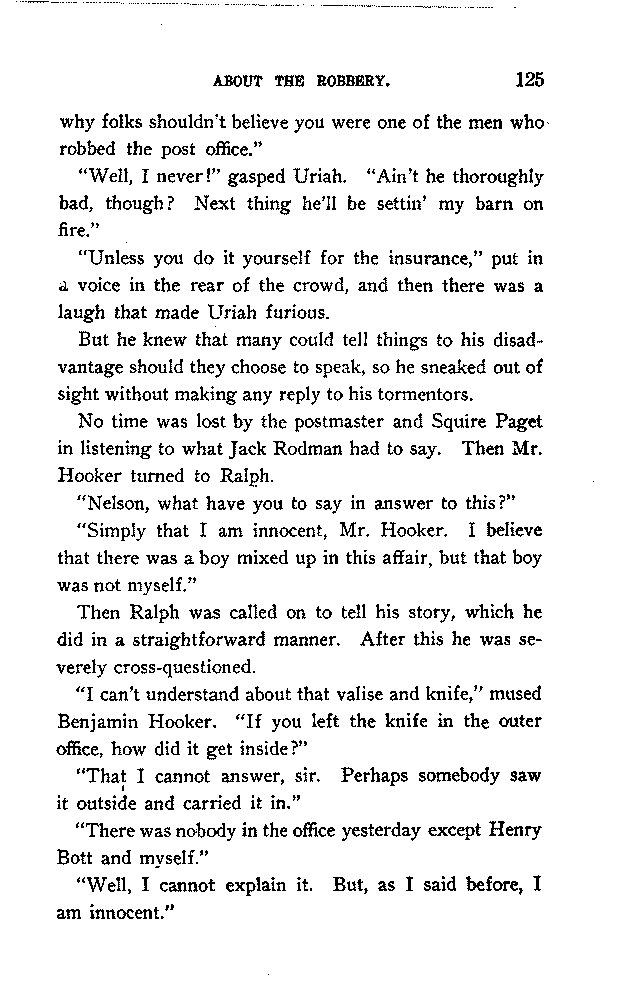 ABOUT THE ROBBERY. 125
why folks shouldn't believe you were one of the men who
robbed the post office."
"Well, I never!" gasped Uriah. "Ain't he thoroughly
bad, though? Next thing he'll be settin' my barn on
fire."
"Unless you do it yourself for the insurance," put in
a voice in the rear of the crowd, and then there was a
laugh that made Uriah furious.
But he knew that many could tell things to his disad-
vantage should they choose to speak, so he sneaked out of
sight without making any reply to his tormentors.
No time was lost by the postmaster and Squire Paget
in listening to what Jack Rodman had to say. Then Mr.
Hooker turned to Ralph.
"Nelson, what have you to say in answer to this?"
"Simply that I am innocent, Mr. Hooker. I believe
that there was a boy mixed up in this affair, but that boy
was not myself."
Then Ralph was called on to tell his story, which he
did in a straightforward manner. After this he was se-
verely cross-questioned.
"I can't understand about that valise and knife," mused
Benjamin Hooker. "If you left the knife in the outer
office, how did it get inside?"
"That I cannot answer, sir. Perhaps somebody saw
it outside and carried it in."
"There was nobody in the office yesterday except Henry
Bott and myself."
"Well, I cannot explain it. But, as I said before, I
am innocent."